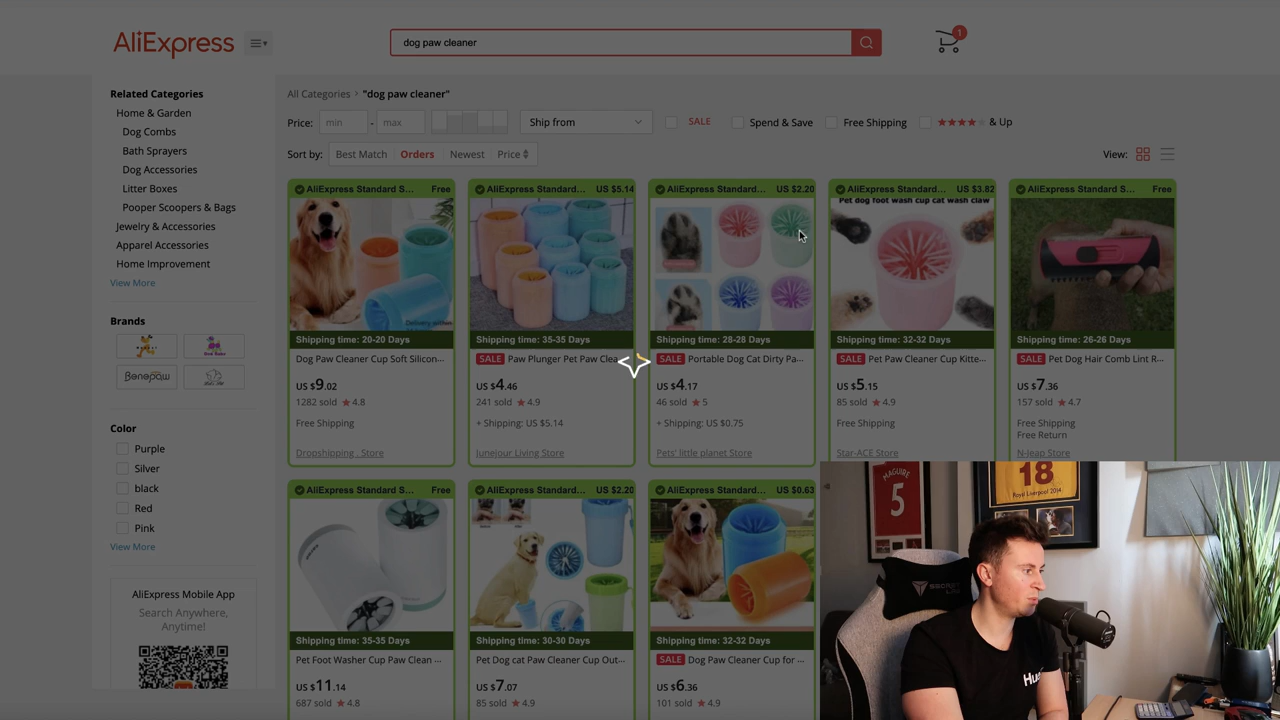 AliExpress
dog paw cleaner
1
Related Categories
Home & Garden
Dog Combs
Bath Sprayers
Dog Accessories
Litter Boxes
Pooper Scoopers & Bags
Jewelry & Accessories
Apparel Accessories
Home Improvement
View More
Brands
Benepaw
Color
Purple
Silver
black
Red
Pink
View More
AliExpress Mobile App
Search Anywhere,
Anytime!
All Categories > "dog paw cleaner"
Price: min - max Ship from SALE Spend & Save Free Shipping & Up
Sort by: Best Match Orders Newest Price
View:
AliExpress Standard S... Free
Shipping time: 20-20 Days
Dog Paw Cleaner Cup Soft Silicon...
US $9.02
1282 sold ★4.8
Free Shipping
Dropshipping . Store
AliExpress Standard... US $5.14
Shipping time: 35-35 Days
SALE Paw Plunger Pet Paw Clea
US $4.46
241 sold ★4.9
+ Shipping: US $5.14
Junejour Living Store
AliExpress Standard... US $2.20
Shipping time: 28-28 Days
SALE Portable Dog Cat Dirty Pa...
US $4.17
46 sold ★5
+ Shipping: US $0.75
Pets' little planet Store
AliExpress Standard... US $3.82
Pet dog foot wash cup cat wash claw
Shipping time: 32-32 Days
SALE Pet Paw Cleaner Cup Kitte...
US $5.15
85 sold ★4.9
Free Shipping
Star-ACE Store
AliExpress Standard S... Free
Shipping time: 26-26 Days
SALE Pet Dog Hair Comb Lint R...
US $7.36
157 sold ★4.7
Free Shipping
Free Return
N-Jeap Store
AliExpress Standard S... Free
Shipping time: 35-35 Days
Pet Foot Washer Cup Paw Clean ...
US $11.14
687 sold ★4.8
AliExpress Standard... US $2.20
Shipping time: 30-30 Days
Pet Dog cat Paw Cleaner Cup Out...
US $7.07
85 sold ★4.9
AliExpress Standard... US $0.63
Shipping time: 32-32 Days
SALE Dog Paw Cleaner Cup for ...
US $6.36
101 sold ★4.9
MAGUIRE
5
18
Royal Liverpool 2014
SECRET
LAB